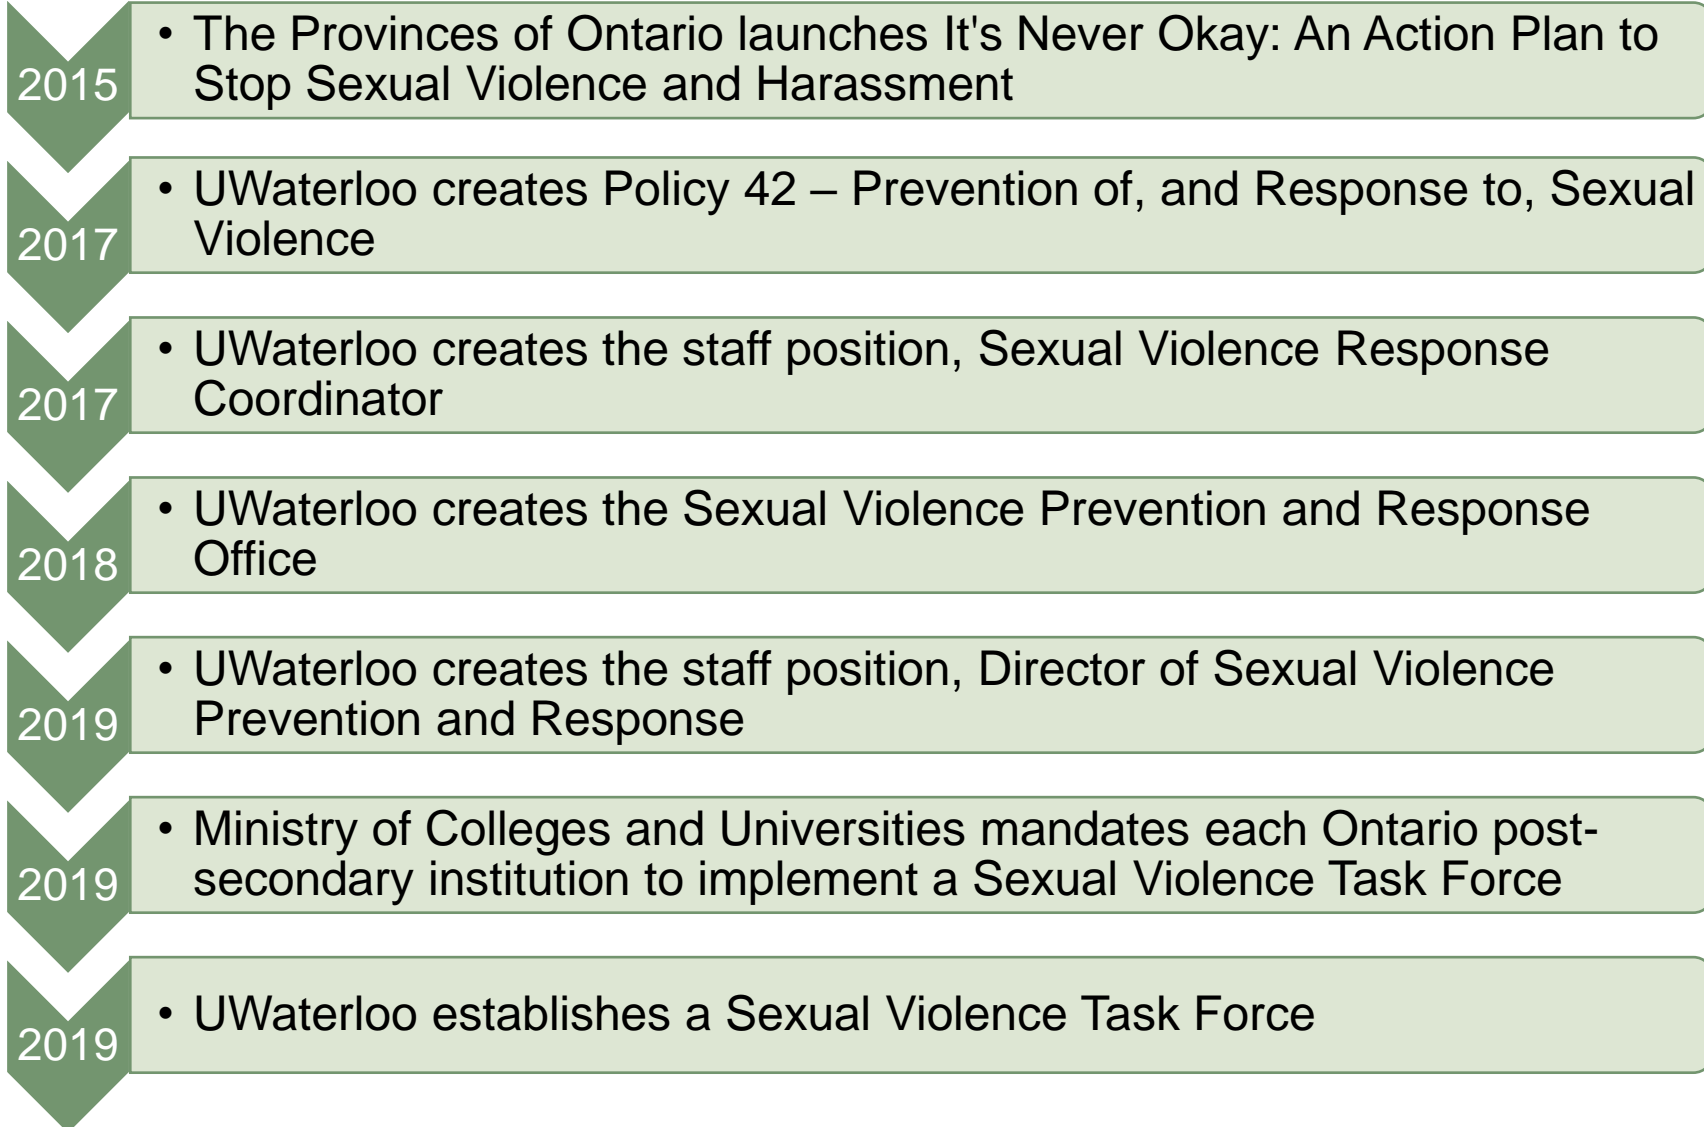 2015
• The Provinces of Ontario launches It's Never Okay: An Action Plan to
Stop Sexual Violence and Harassment
2017
• UWaterloo creates Policy 42 – Prevention of, and Response to, Sexual
Violence
2017
• UWaterloo creates the staff position, Sexual Violence Response
Coordinator
2018
• UWaterloo creates the Sexual Violence Prevention and Response
Office
2019
• UWaterloo creates the staff position, Director of Sexual Violence
Prevention and Response
2019
• Ministry of Colleges and Universities mandates each Ontario post-
secondary institution to implement a Sexual Violence Task Force
2019
• UWaterloo establishes a Sexual Violence Task Force